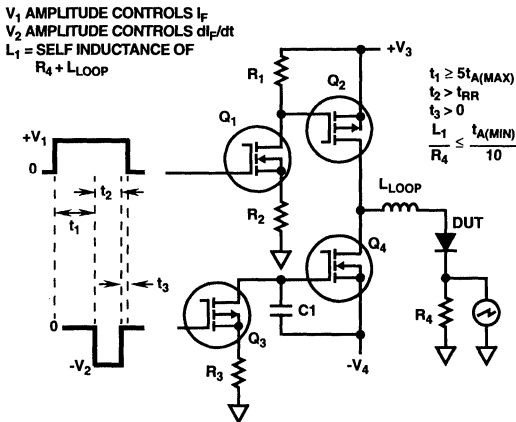 V1 AMPLITUDE CONTROLS IF
V2 AMPLITUDE CONTROLS dIF/dt
L1 = SELF INDUCTANCE OF
R4 + LLOOP
+V3
R1
Q2
t1 ≥ 5tA(MAX)
t2 > tRR
t3 > 0
L1/R4 ≤ tA(MIN)/10
Q1
+V1
0
t2
t1
R2
LLOOP
DUT
Q4
t3
0
C1
R4
Q3
-V2
R3
-V4